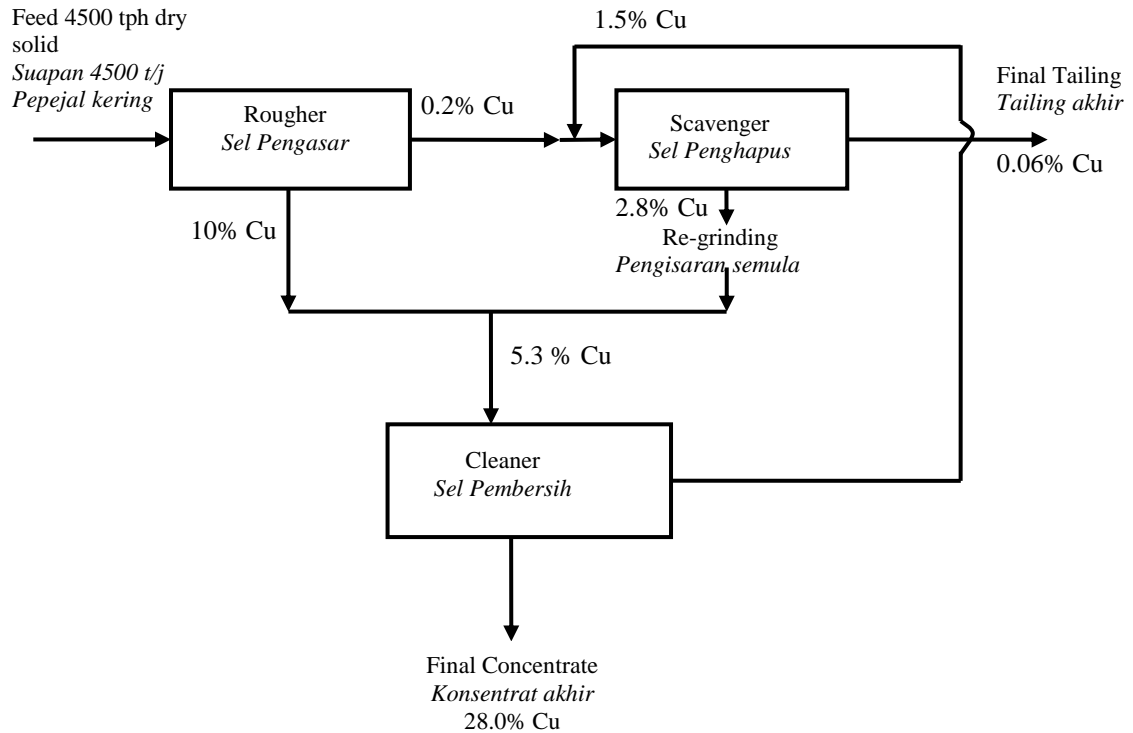 Feed 4500 tph dry
solid
Suapan 4500 t/j
Pepejal kering
1.5% Cu
Final Tailing
Tailing akhir
Rougher
Sel Pengasar
0.2% Cu
Scavenger
Sel Penghapus
0.06% Cu
10% Cu
2.8% Cu
Re-grinding
Pengisaran semula
5.3 % Cu
Cleaner
Sel Pembersih
Final Concentrate
Konsentrat akhir
28.0% Cu